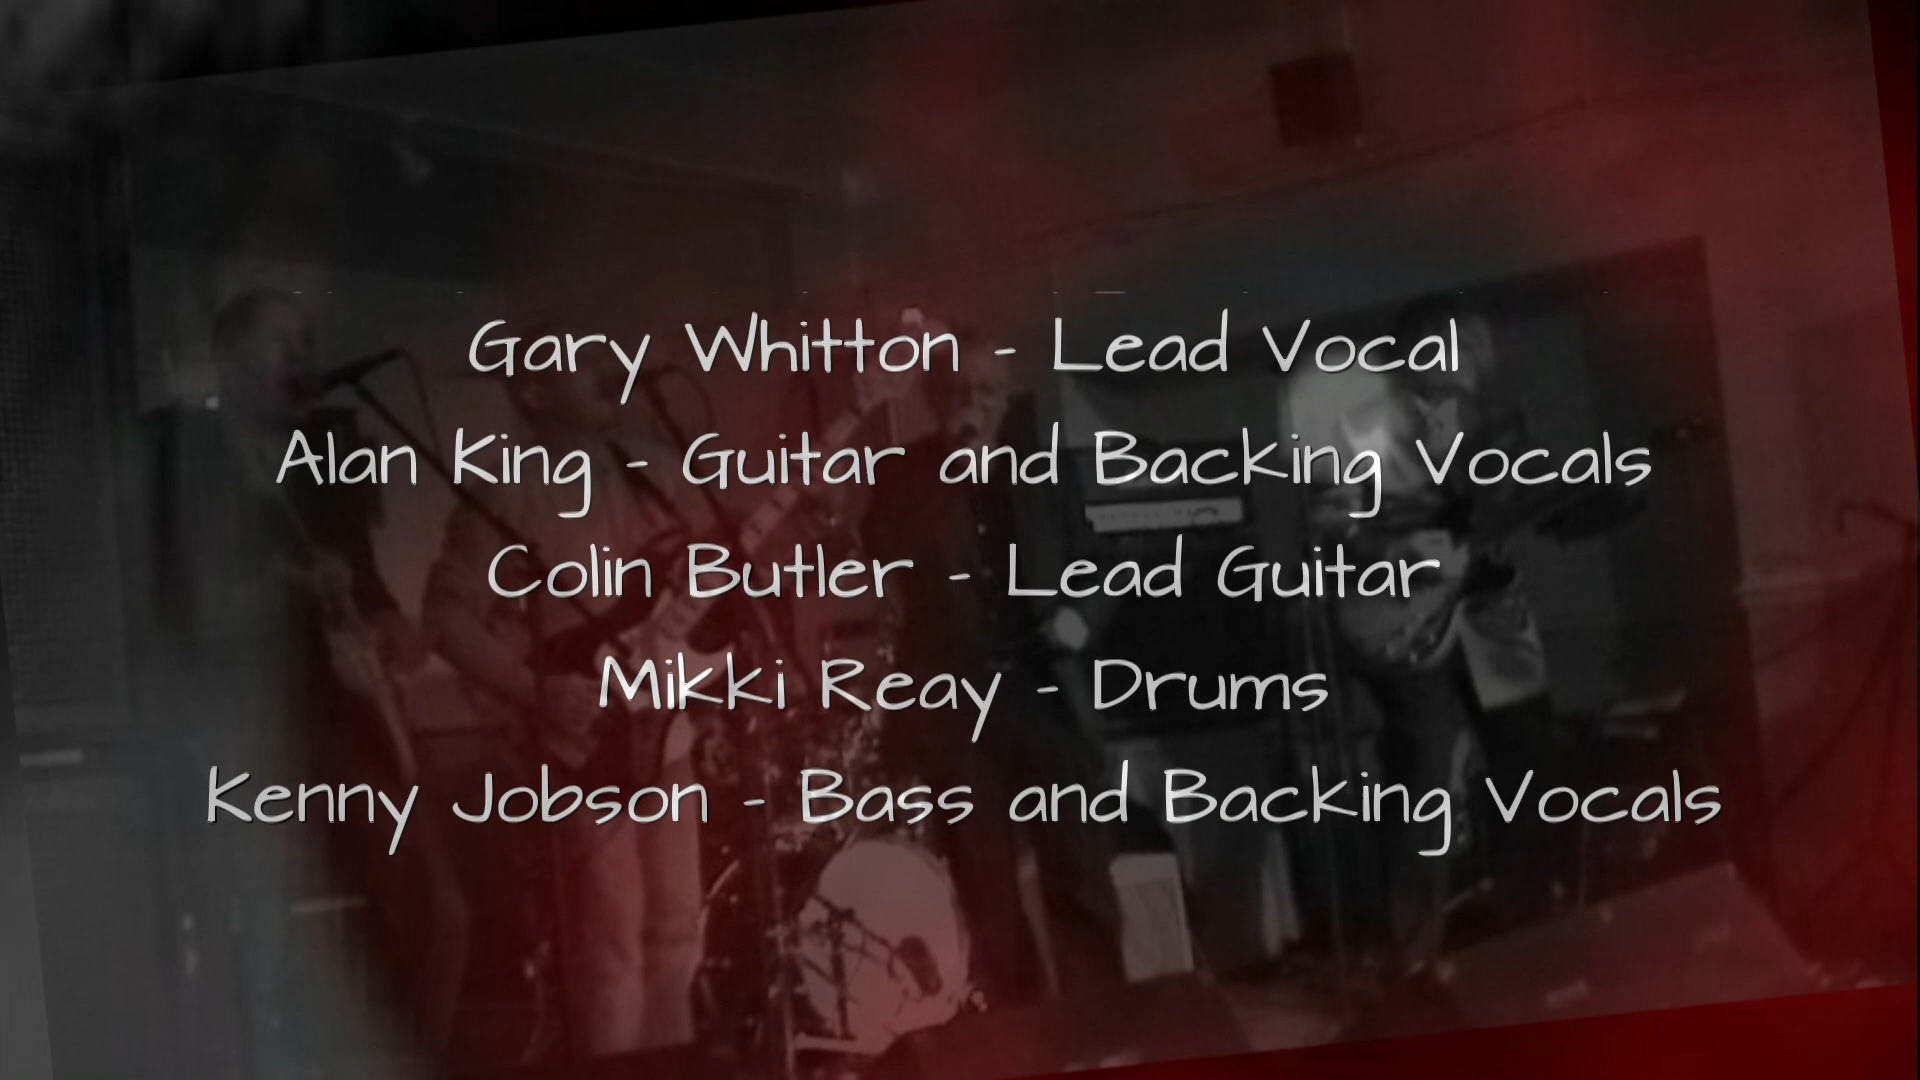 Gary Whitton - Lead Vocal
Alan King - Guitar and Backing Vocals
Colin Butler - Lead Guitar
Mikki Reay - Drums
Kenny Jobson - Bass and Backing Vocals